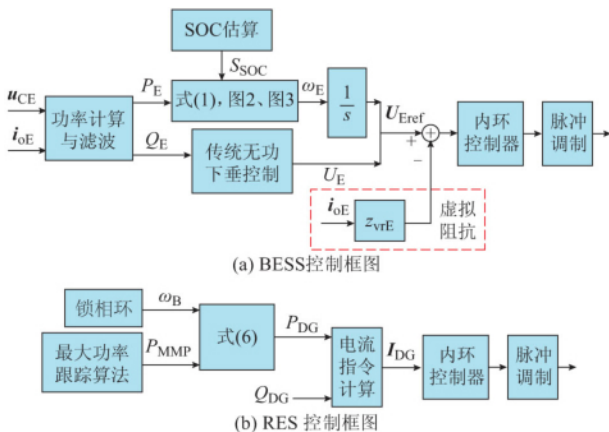 SOC估算
S_SOC
u_CE
i_oE
功率计算
与滤波
P_E
Q_E
式(1), 图2、图3
ω_E
1/s
传统无功
下垂控制
U_E
U_Eref
+
−
内环
控制器
脉冲
调制
i_oE
z_vrE
虚拟
阻抗
(a) BESS控制框图
锁相环
ω_B
最大功率
跟踪算法
P_MMP
式(6)
P_DG
Q_DG
电流
指令
计算
I_DG
内环
控制器
脉冲
调制
(b) RES 控制框图